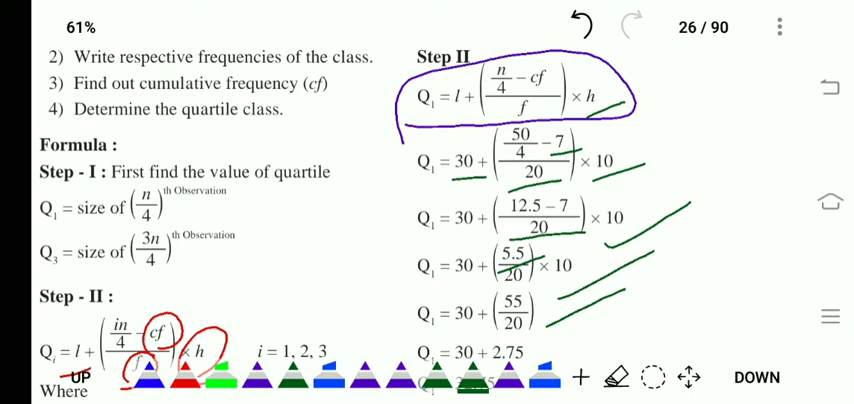 61%
26 / 90
2) Write respective frequencies of the class.
3) Find out cumulative frequency (cf)
4) Determine the quartile class.
Formula :
Step - I : First find the value of quartile
Q₁ = size of (n/4)th Observation
Q₃ = size of (3n/4)th Observation
Step - II :
Qᵢ = l + ((in/4 − cf)/f) × h i = 1, 2, 3
UP
Where
Step II
Q₁ = l + ((n/4 − cf)/f) × h
Q₁ = 30 + ((50/4 − 7)/20) × 10
Q₁ = 30 + ((12.5 − 7)/20) × 10
Q₁ = 30 + (5.5/20) × 10
Q₁ = 30 + (55/20)
Q₁ = 30 + 2.75
DOWN